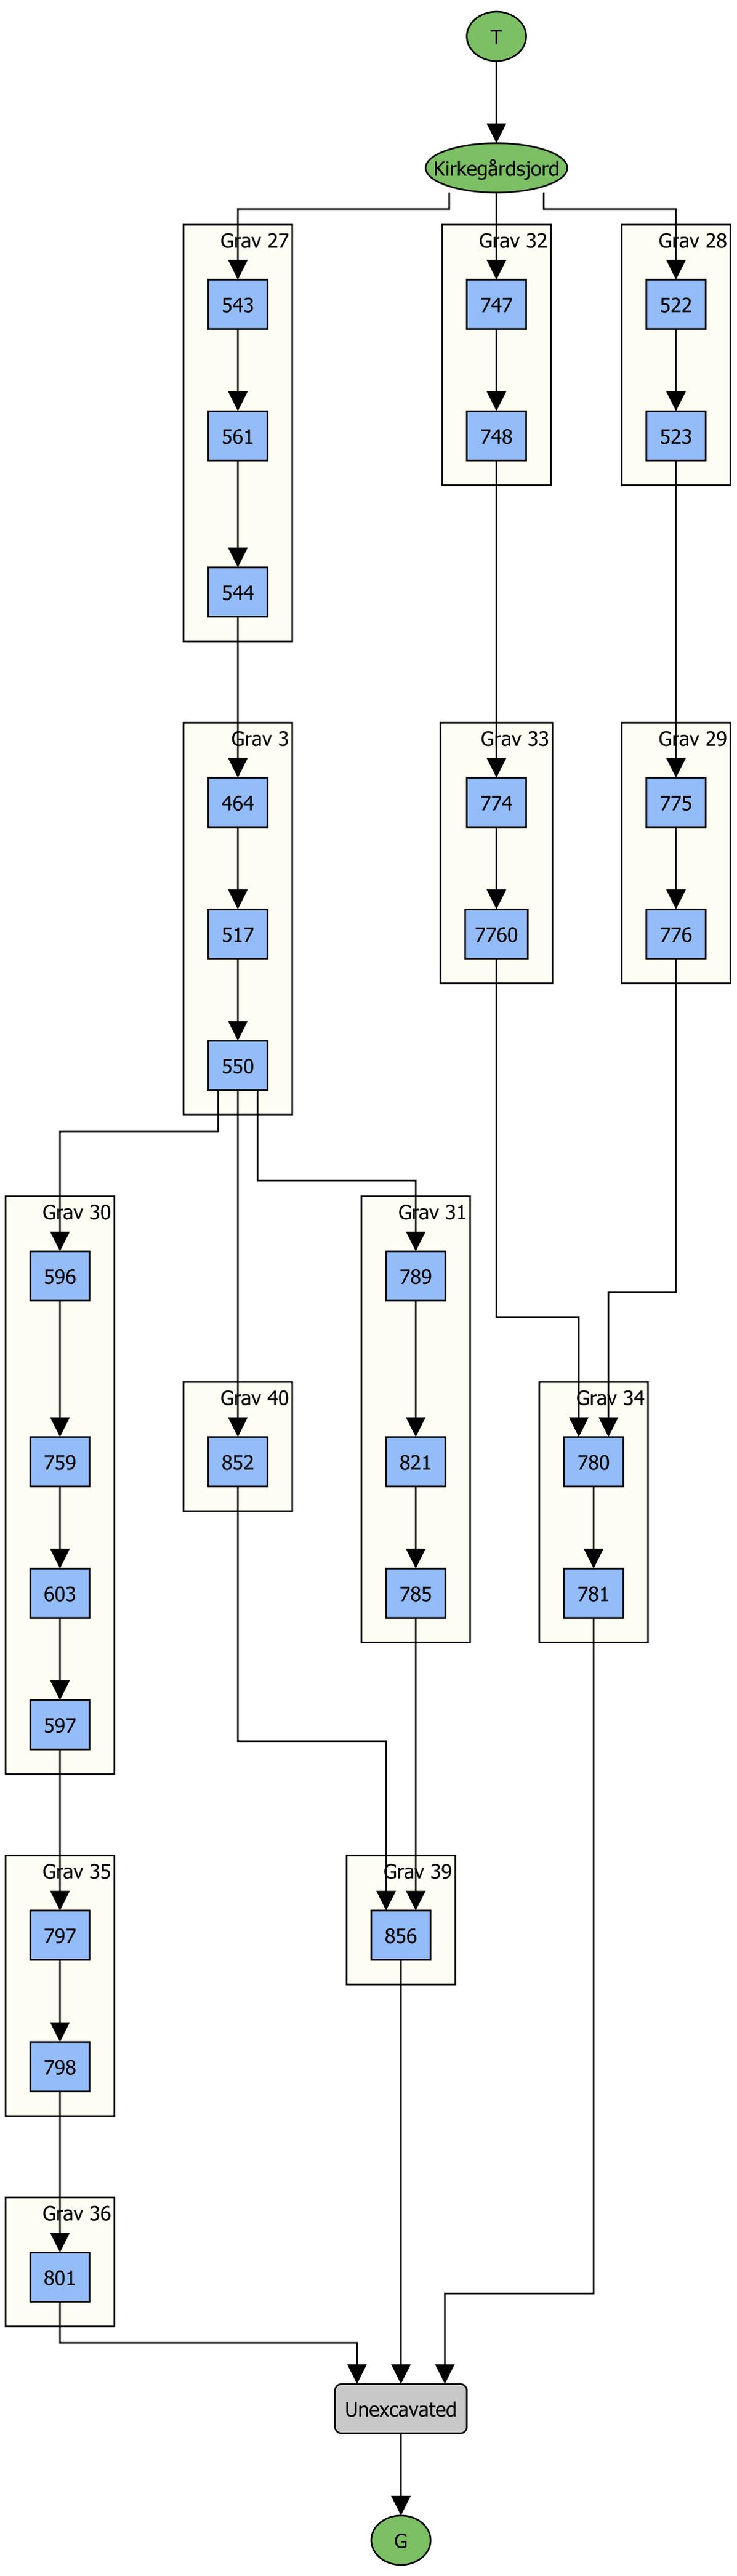 T
Kirkegårdsjord
Grav 27
543
561
544
Grav 32
747
748
Grav 28
522
523
Grav 3
464
517
550
Grav 33
774
7760
Grav 29
775
776
Grav 30
596
759
603
597
Grav 40
852
Grav 31
789
821
785
Grav 34
780
781
Grav 35
797
798
Grav 39
856
Grav 36
801
Unexcavated
G